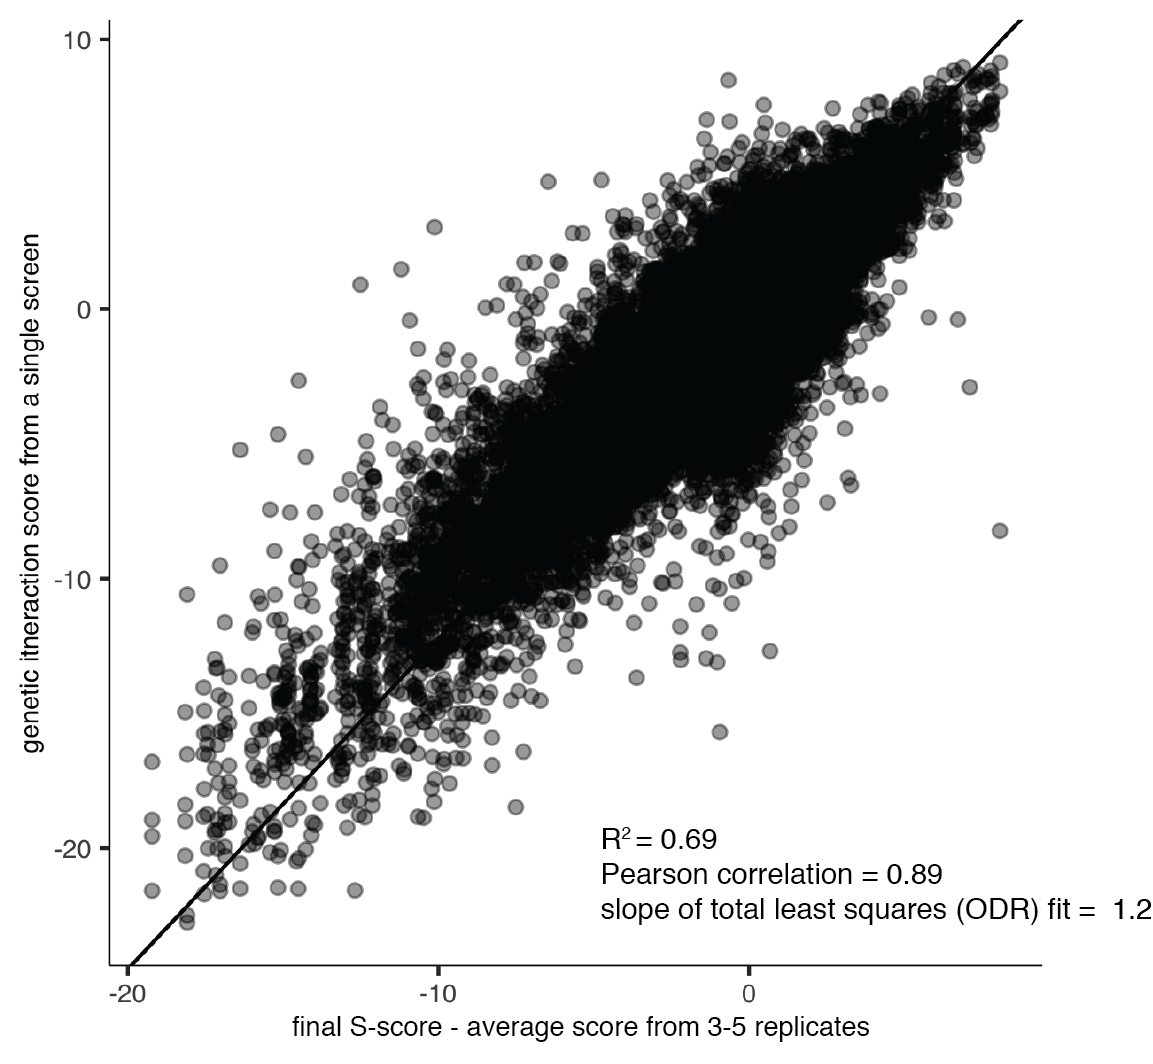 10
0
-10
-20
genetic itneraction score from a single screen
R² = 0.69
Pearson correlation = 0.89
slope of total least squares (ODR) fit = 1.2
-20 -10 0
final S-score - average score from 3-5 replicates